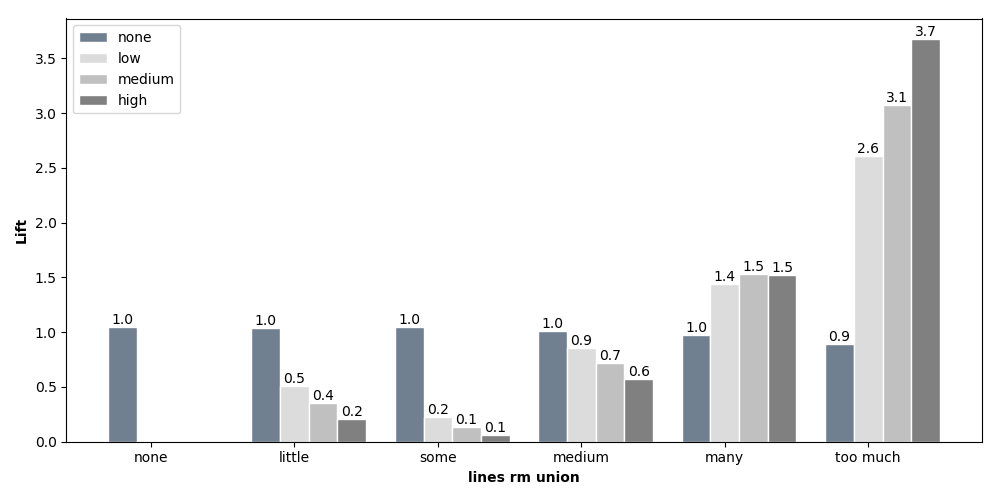 none
low
medium
high
Lift
3.5
3.0
2.5
2.0
1.5
1.0
0.5
0.0
1.0
1.0 0.5 0.4 0.2
1.0 0.2 0.1 0.1
1.0 0.9 0.7 0.6
1.0 1.4 1.5 1.5
0.9 2.6 3.1 3.7
none little some medium many too much
lines rm union